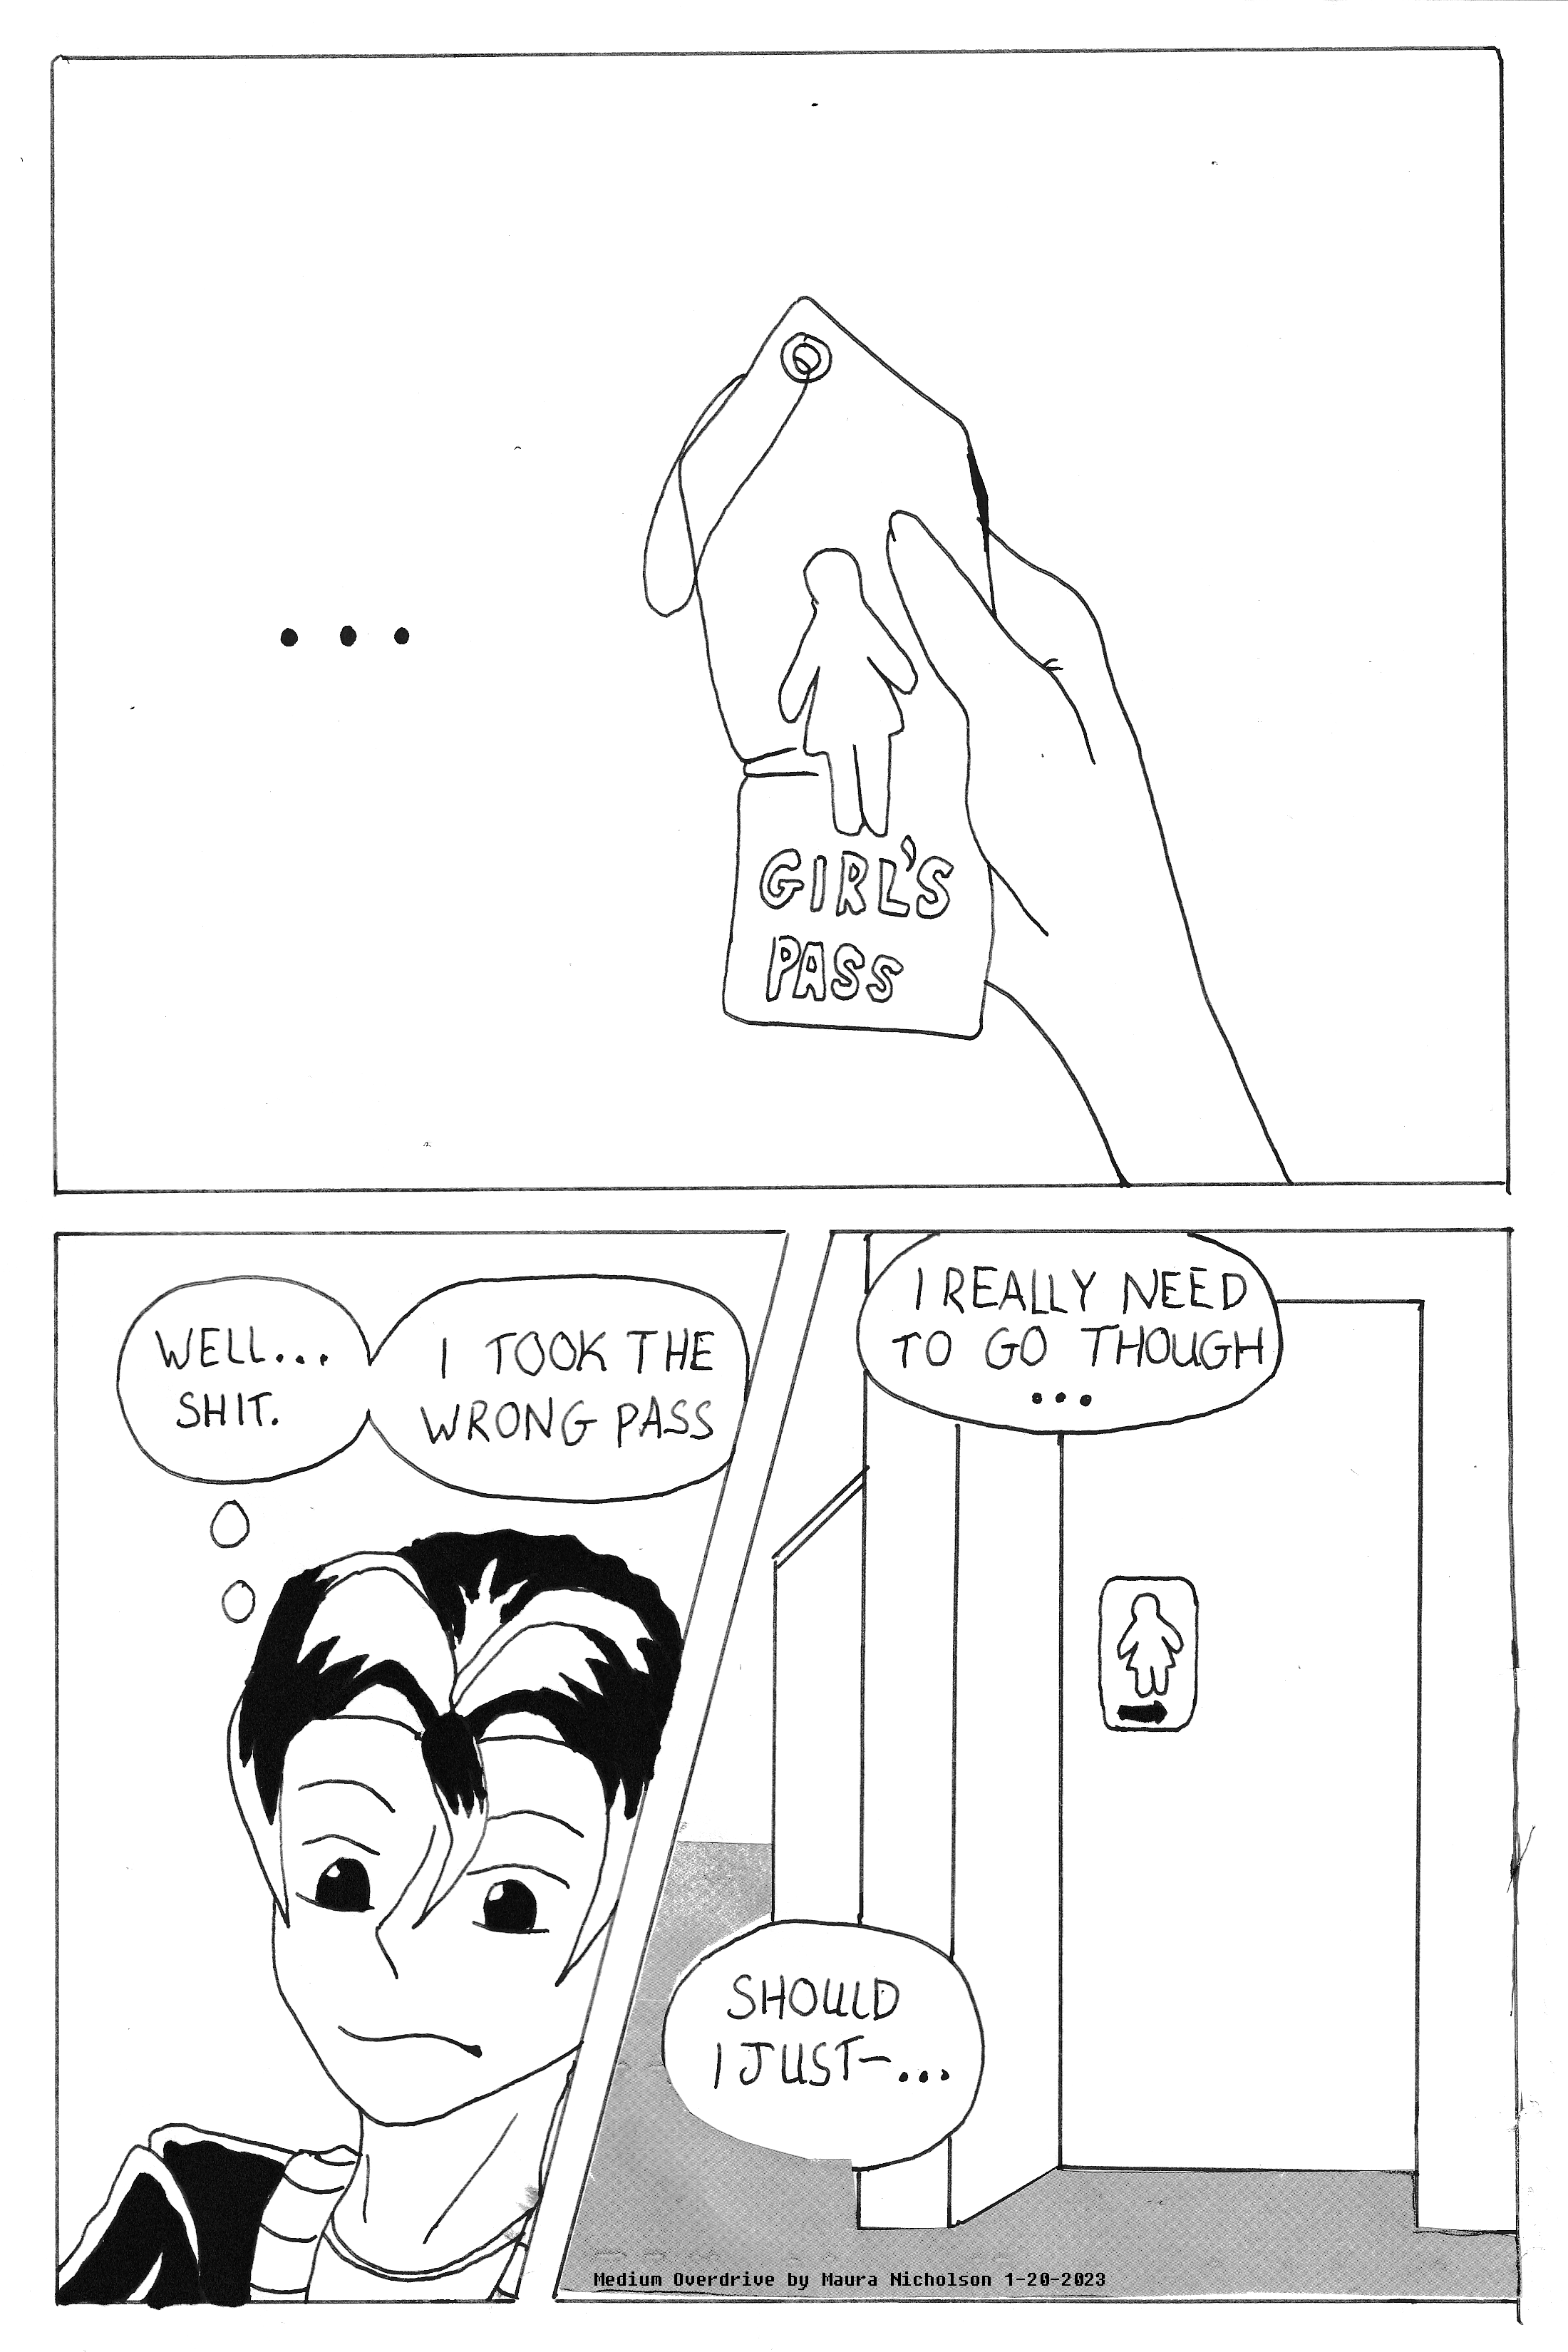 ...
GIRL'S
PASS
WELL...
SHIT.
I TOOK THE
WRONG PASS
I REALLY NEED
TO GO THOUGH
...
SHOULD
I JUST—...
Medium Overdrive by Maura Nicholson 1-20-2023